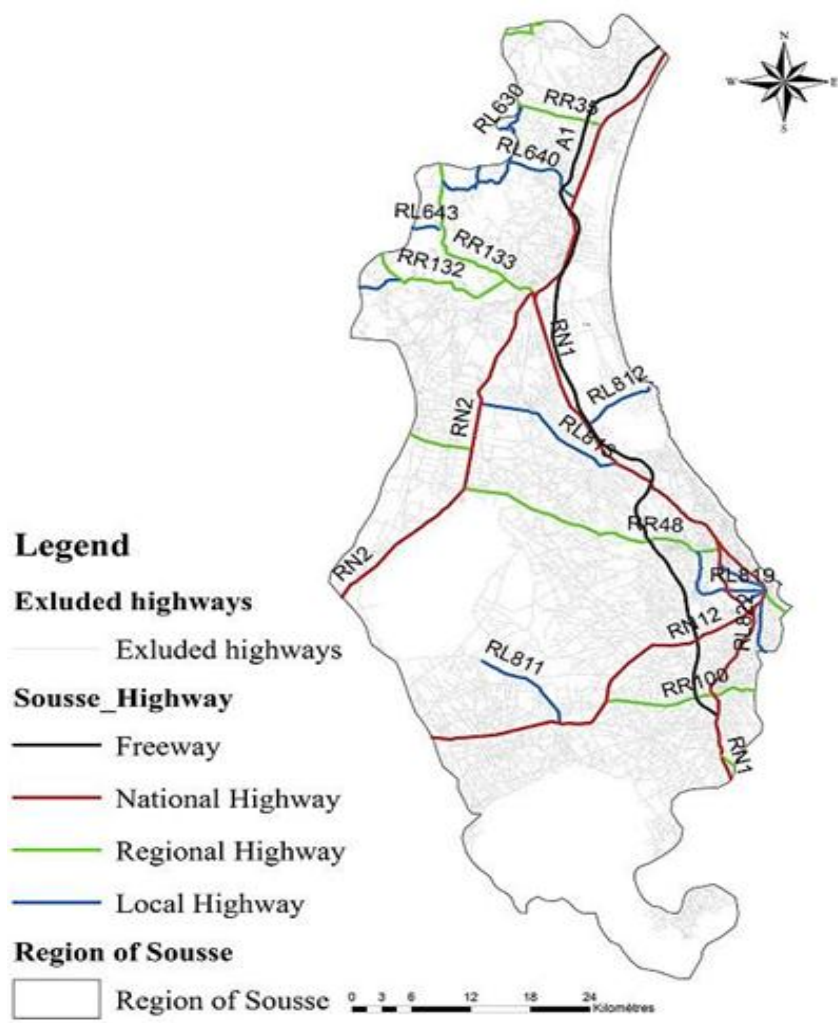 N
W E
S
RL630
RR35
A1
RL640
RL643
RR133
RR132
RN1
RL812
RN2
RL813
RR48
RN2
RL819
RL822
RN12
RL811
RR100
RN1
Legend
Exluded highways
Exluded highways
Sousse_Highway
Freeway
National Highway
Regional Highway
Local Highway
Region of Sousse
Region of Sousse
0 3 6 12 18 24
Kilomètres